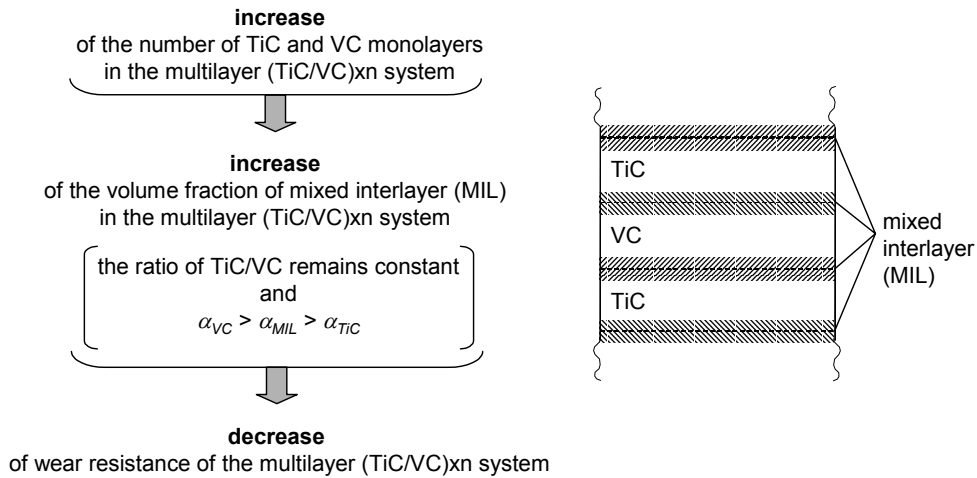 increase
of the number of TiC and VC monolayers
in the multilayer (TiC/VC)xn system
increase
of the volume fraction of mixed interlayer (MIL)
in the multilayer (TiC/VC)xn system
the ratio of TiC/VC remains constant
and
α_VC > α_MIL > α_TiC
decrease
of wear resistance of the multilayer (TiC/VC)xn system
TiC
VC
TiC
mixed
interlayer
(MIL)